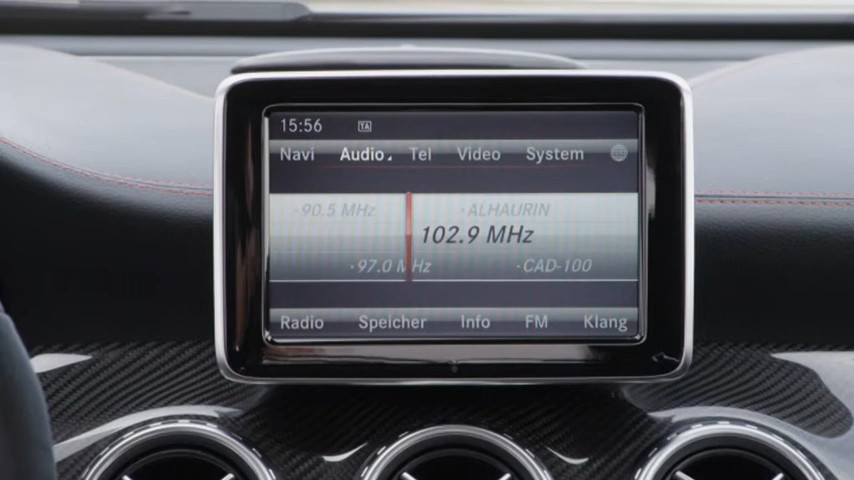 15:56 TA
Navi Audio Tel Video System
90.5 MHz ALHAURIN
102.9 MHz
97.0 MHz CAD-100
Radio Speicher Info FM Klang